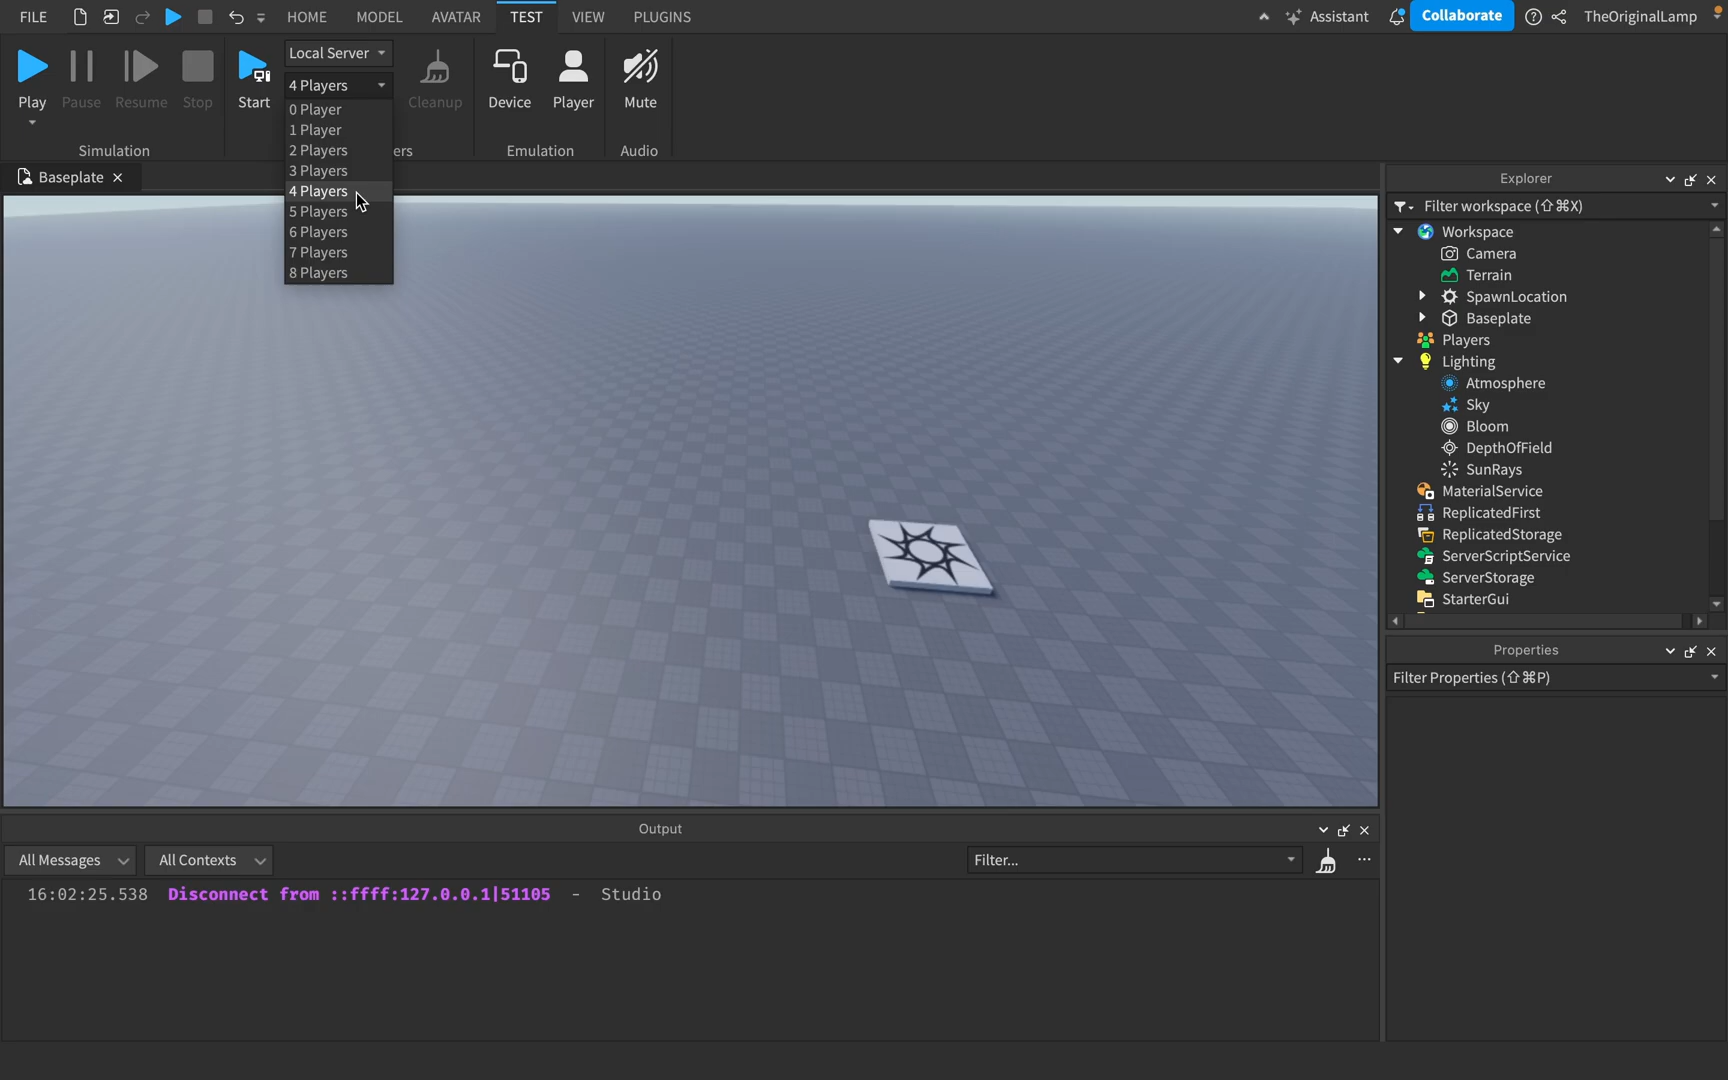 FILE HOME MODEL AVATAR TEST VIEW PLUGINS Assistant Collaborate TheOriginalLamp
Play Pause Resume Stop Start Local Server Cleanup Device Player Mute
4 Players
0 Player
1 Player
2 Players
3 Players
4 Players
5 Players
6 Players
7 Players
8 Players
Simulation ers Emulation Audio
Baseplate
Explorer
Filter workspace (⇧⌘X)
Workspace
Camera
Terrain
SpawnLocation
Baseplate
Players
Lighting
Atmosphere
Sky
Bloom
DepthOfField
SunRays
MaterialService
ReplicatedFirst
ReplicatedStorage
ServerScriptService
ServerStorage
StarterGui
Properties
Filter Properties (⇧⌘P)
Output
All Messages All Contexts Filter...
16:02:25.538 Disconnect from ::ffff:127.0.0.1|51105 - Studio